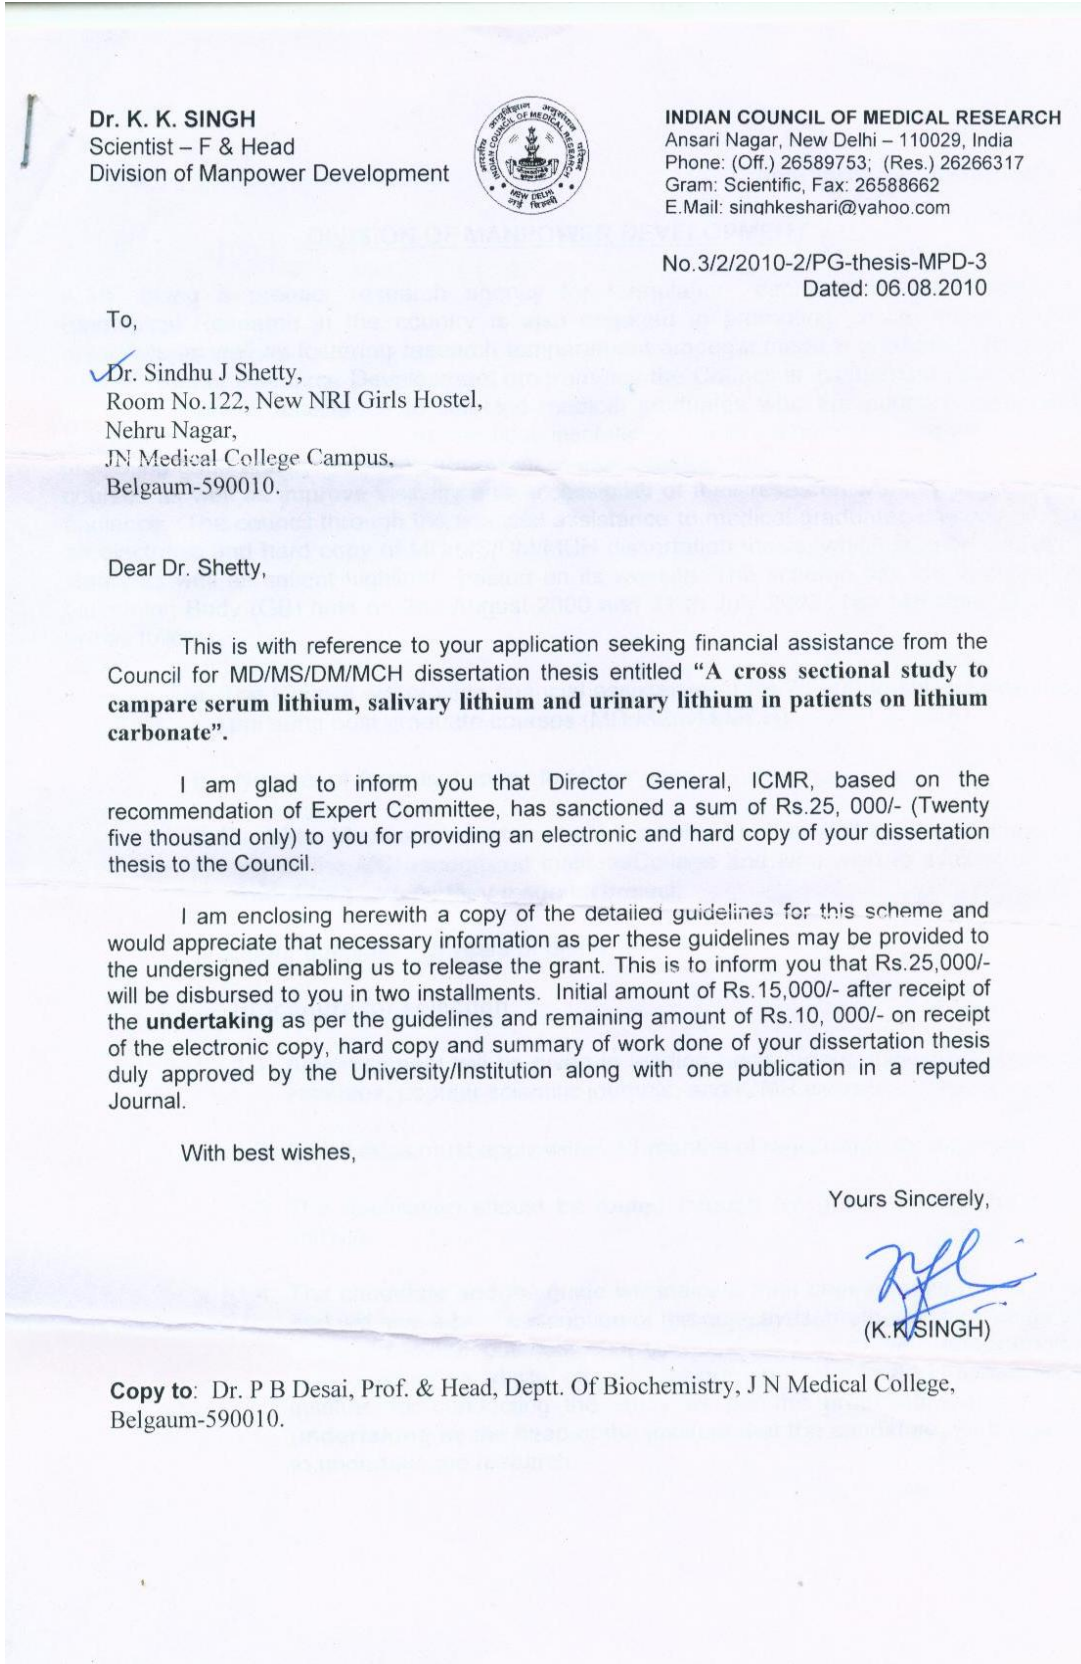 Dr. K. K. SINGH
Scientist – F & Head
Division of Manpower Development
INDIAN COUNCIL OF MEDICAL RESEARCH
NEW DELHI
नई दिल्ली
INDIAN COUNCIL OF MEDICAL RESEARCH
Ansari Nagar, New Delhi – 110029, India
Phone: (Off.) 26589753; (Res.) 26266317
Gram: Scientific, Fax: 26588662
E.Mail: singhkeshari@yahoo.com
No.3/2/2010-2/PG-thesis-MPD-3
Dated: 06.08.2010
To,
Dr. Sindhu J Shetty,
Room No.122, New NRI Girls Hostel,
Nehru Nagar,
JN Medical College Campus,
Belgaum-590010.
Dear Dr. Shetty,
This is with reference to your application seeking financial assistance from the
Council for MD/MS/DM/MCH dissertation thesis entitled “A cross sectional study to
campare serum lithium, salivary lithium and urinary lithium in patients on lithium
carbonate”.
I am glad to inform you that Director General, ICMR, based on the
recommendation of Expert Committee, has sanctioned a sum of Rs.25, 000/- (Twenty
five thousand only) to you for providing an electronic and hard copy of your dissertation
thesis to the Council.
I am enclosing herewith a copy of the detailed guidelines for this scheme and
would appreciate that necessary information as per these guidelines may be provided to
the undersigned enabling us to release the grant. This is to inform you that Rs.25,000/-
will be disbursed to you in two installments. Initial amount of Rs.15,000/- after receipt of
the undertaking as per the guidelines and remaining amount of Rs.10, 000/- on receipt
of the electronic copy, hard copy and summary of work done of your dissertation thesis
duly approved by the University/Institution along with one publication in a reputed
Journal.
With best wishes,
Yours Sincerely,
(K.K.SINGH)
Copy to: Dr. P B Desai, Prof. & Head, Deptt. Of Biochemistry, J N Medical College,
Belgaum-590010.